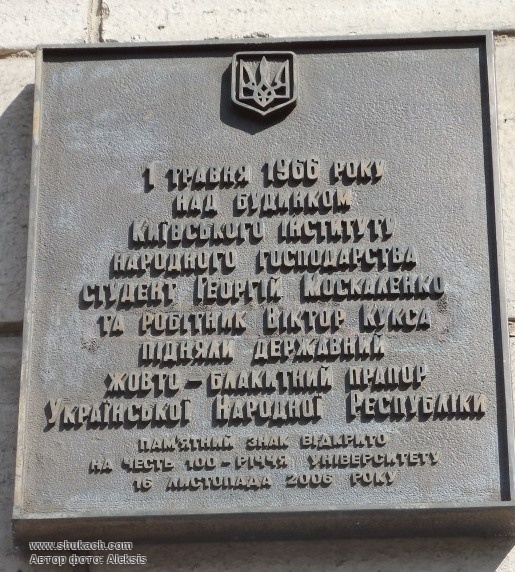 1 травня 1966 року
над будинком
Київського інституту
народного господарства
студент Георгій Москаленко
та робітник Віктор Кукса
підняли державний
жовто – блакитний прапор
Української Народної Республіки
Пам'ятний знак відкрито
на честь 100 – річчя університету
16 листопада 2006 року
www.shukach.com
Автор фото: Aleksis